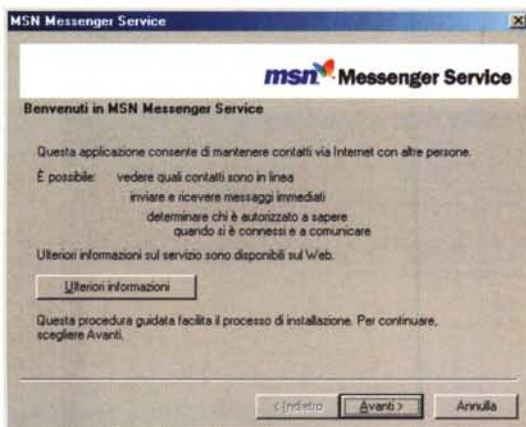 MSN Messenger Service
msn Messenger Service
Benvenuti in MSN Messenger Service
Questa applicazione consente di mantenere contatti via Internet con altre persone.
È possibile: vedere quali contatti sono in linea
inviare e ricevere messaggi immediati
determinare chi è autorizzato a sapere
quando si è connessi e a comunicare
Ulteriori informazioni sul servizio sono disponibili sul Web.
Ulteriori informazioni
Questa procedura guidata facilita il processo di installazione. Per continuare,
scegliere Avanti.
< Indietro Avanti > Annulla